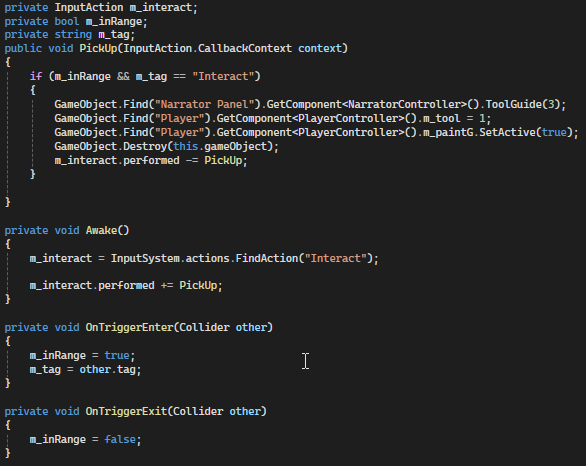 private InputAction m_interact;
private bool m_inRange;
private string m_tag;
public void PickUp(InputAction.CallbackContext context)
{
if (m_inRange && m_tag == "Interact")
{
GameObject.Find("Narrator Panel").GetComponent<NarratorController>().ToolGuide(3);
GameObject.Find("Player").GetComponent<PlayerController>().m_tool = 1;
GameObject.Find("Player").GetComponent<PlayerController>().m_paintG.SetActive(true);
GameObject.Destroy(this.gameObject);
m_interact.performed -= PickUp;
}
}
private void Awake()
{
m_interact = InputSystem.actions.FindAction("Interact");
m_interact.performed += PickUp;
}
private void OnTriggerEnter(Collider other)
{
m_inRange = true;
m_tag = other.tag;
}
private void OnTriggerExit(Collider other)
{
m_inRange = false;
}